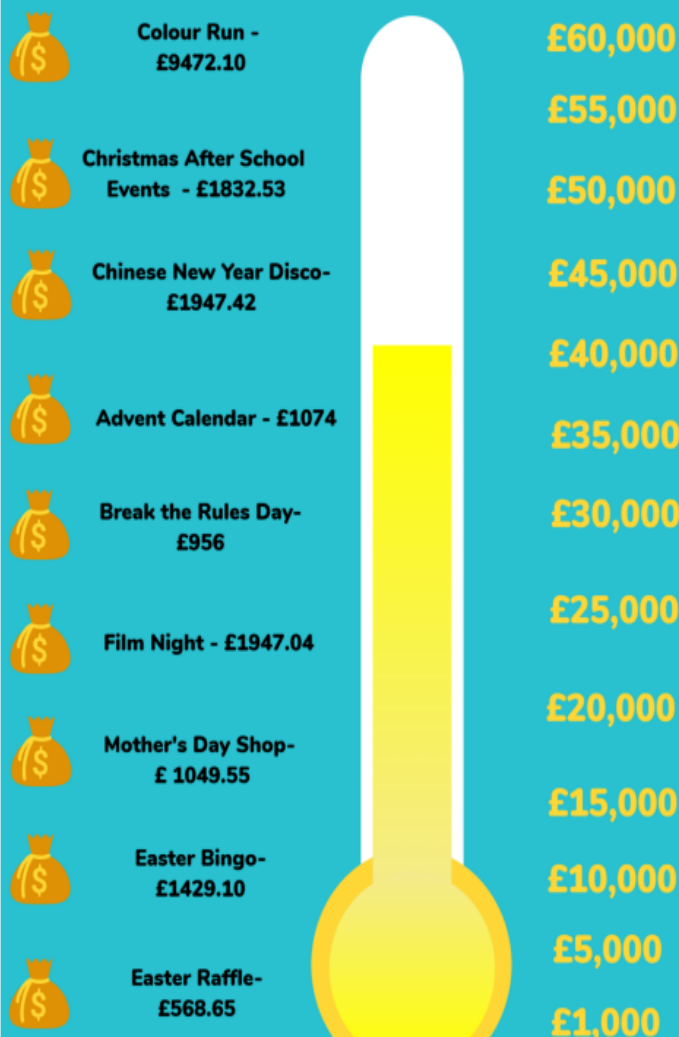 Colour Run -
£9472.10
Christmas After School
Events - £1832.53
Chinese New Year Disco-
£1947.42
Advent Calendar - £1074
Break the Rules Day-
£956
Film Night - £1947.04
Mother's Day Shop-
£ 1049.55
Easter Bingo-
£1429.10
Easter Raffle-
£568.65
£60,000
£55,000
£50,000
£45,000
£40,000
£35,000
£30,000
£25,000
£20,000
£15,000
£10,000
£5,000
£1,000